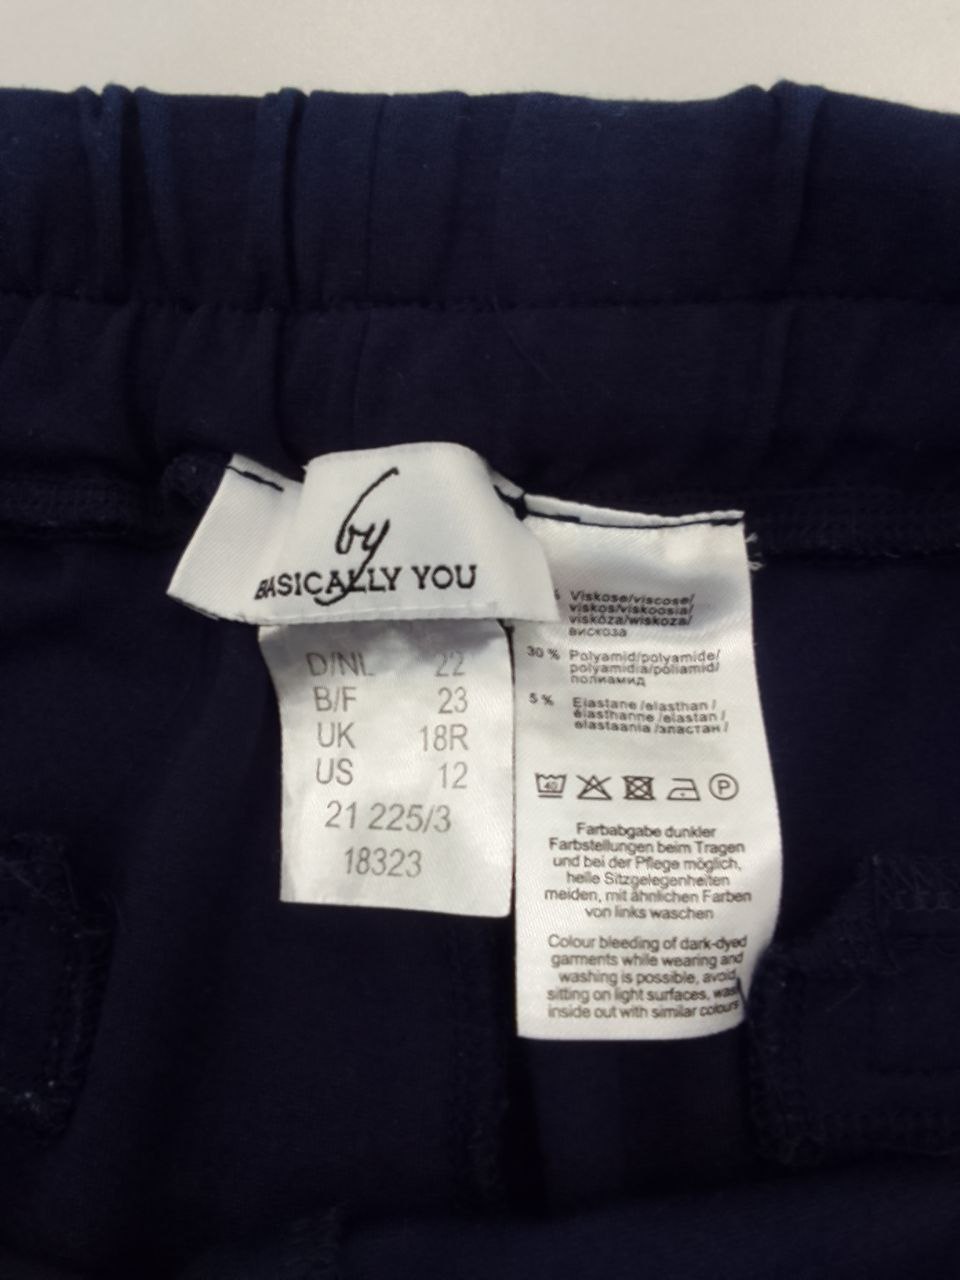 by
BASICALLY YOU
D/NL 22
B/F 23
UK 18R
US 12
21 225/3
18323
% Viskose/viscose/
viskos/viskoosia/
viskóza/wiskoza/
вискоза
30 % Polyamid/polyamide/
polyamidia/poliamid/
полиамид
5 % Elastane /elasthan /
élasthanne /elastan /
elastaania /эластан /
40
P
Farbabgabe dunkler
Farbstellungen beim Tragen
und bei der Pflege möglich,
helle Sitzgelegenheiten
meiden, mit ähnlichen Farben
von links waschen
Colour bleeding of dark-dyed
garments while wearing and
washing is possible, avoid
sitting on light surfaces, wash
inside out with similar colours